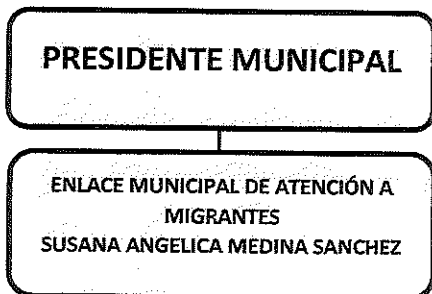 PRESIDENTE MUNICIPAL
ENLACE MUNICIPAL DE ATENCIÓN A
MIGRANTES
SUSANA ANGELICA MEDINA SANCHEZ